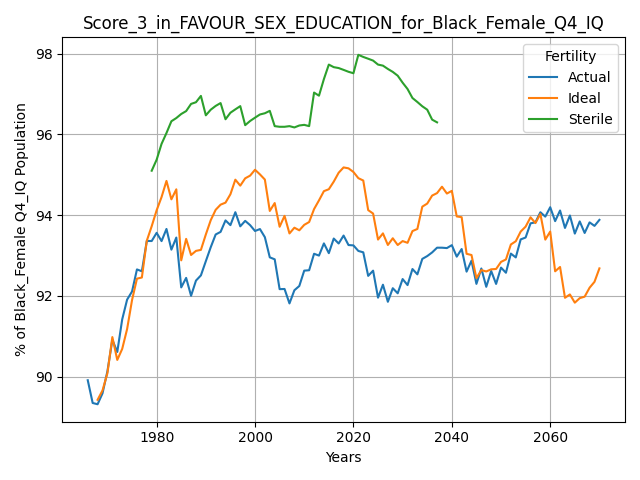 Score_3_in_FAVOUR_SEX_EDUCATION_for_Black_Female_Q4_IQ
% of Black_Female Q4_IQ Population
98
96
94
92
90
Fertility
Actual
Ideal
Sterile
1980
2000
2020
2040
2060
Years